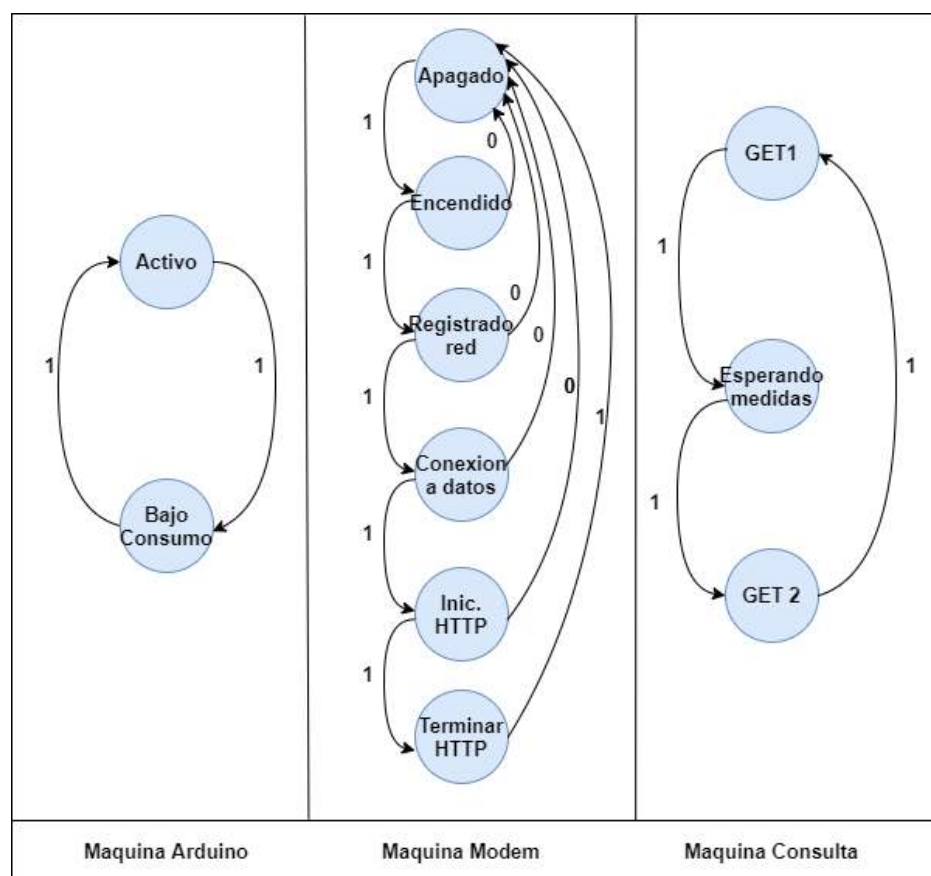 Activo
1
1
Bajo
Consumo
Maquina Arduino
Apagado
1
0
Encendido
1
0
Registrado
red
0
1
0
1
Conexion
a datos
1
Inic.
HTTP
1
Terminar
HTTP
Maquina Modem
GET1
1
Esperando
medidas
1
1
GET 2
Maquina Consulta